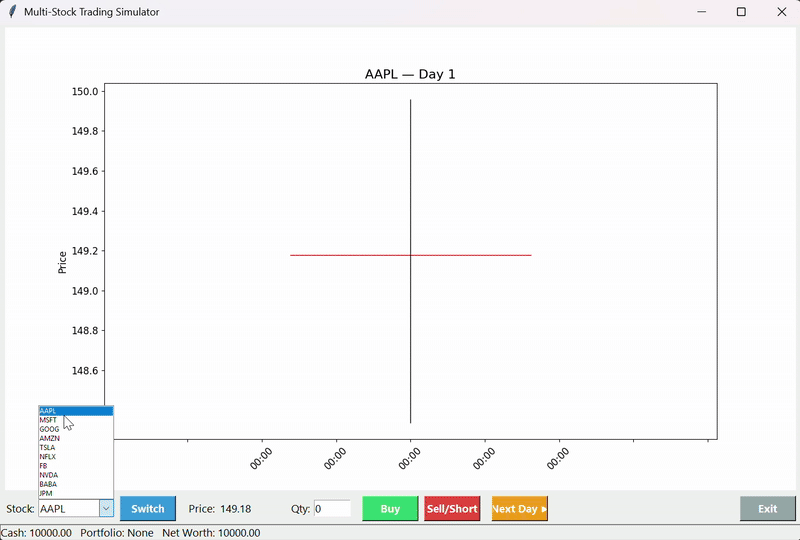 Multi-Stock Trading Simulator
AAPL — Day 1
150.0
149.8
149.6
149.4
149.2
149.0
148.8
148.6
Price
00:00
00:00
00:00
00:00
00:00
AAPL
MSFT
GOOG
AMZN
TSLA
NFLX
FB
NVDA
BABA
JPM
Stock: AAPL Switch Price: 149.18 Qty: 0 Buy Sell/Short Next Day ▸ Exit
Cash: 10000.00 Portfolio: None Net Worth: 10000.00